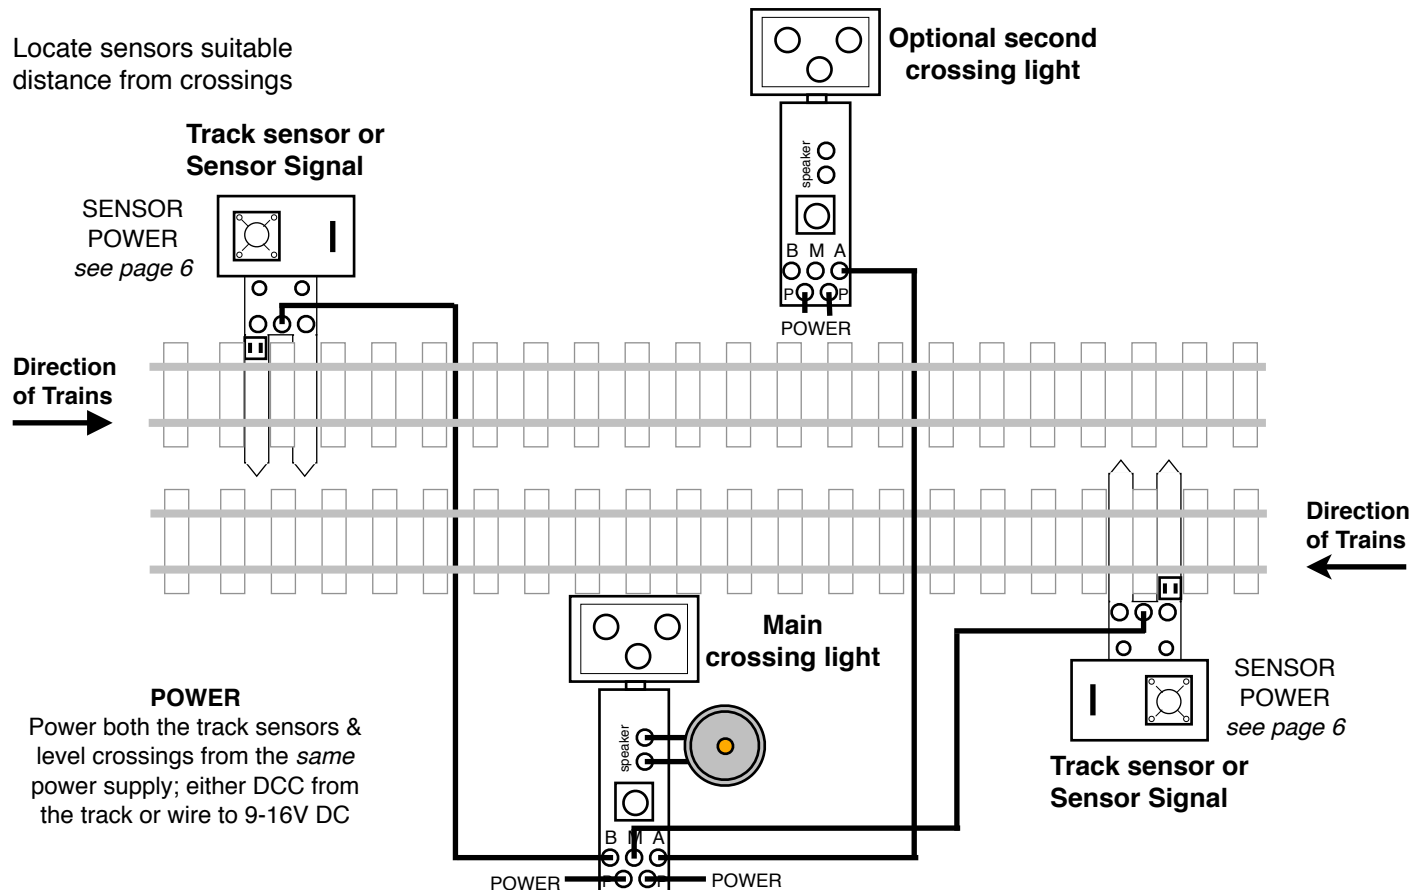 Locate sensors suitable
distance from crossings
Optional second
crossing light
Track sensor or
Sensor Signal
SENSOR
POWER
see page 6
speaker
B M A
P P
POWER
Direction
of Trains
Direction
of Trains
Main
crossing light
POWER
Power both the track sensors &
level crossings from the same
power supply; either DCC from
the track or wire to 9-16V DC
speaker
B M A
POWER P P POWER
SENSOR
POWER
see page 6
Track sensor or
Sensor Signal